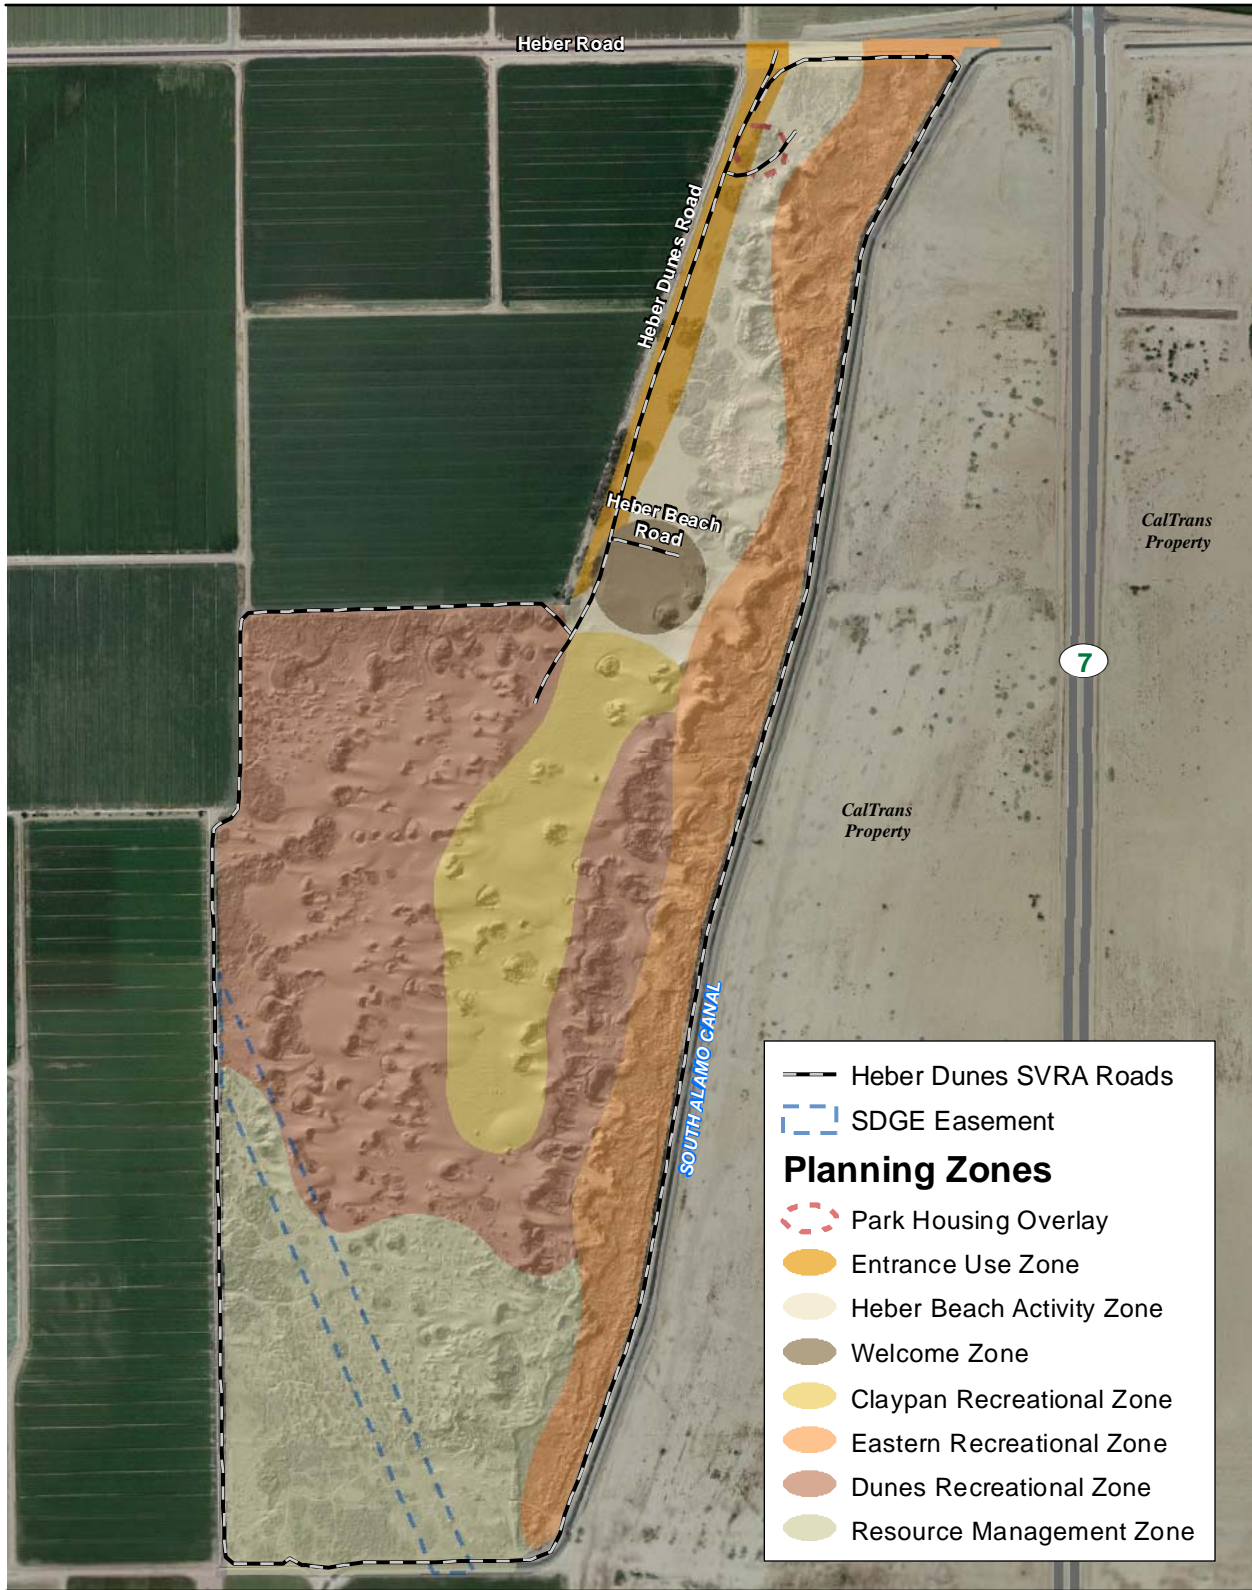 Heber Road
Heber Dunes Road
Heber Beach
Road
CalTrans
Property
7
CalTrans
Property
SOUTH ALAMO CANAL
Heber Dunes SVRA Roads
SDGE Easement
Planning Zones
Park Housing Overlay
Entrance Use Zone
Heber Beach Activity Zone
Welcome Zone
Claypan Recreational Zone
Eastern Recreational Zone
Dunes Recreational Zone
Resource Management Zone